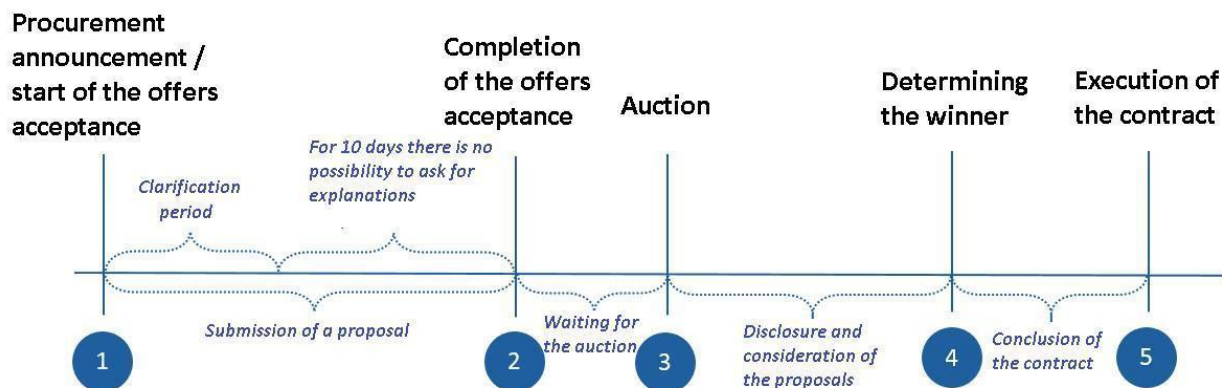 Procurement
announcement /
start of the offers
acceptance
Completion
of the offers
acceptance
Auction
Determining
the winner
Execution of
the contract
For 10 days there is no
possibility to ask for
explanations
Clarification
period
Submission of a proposal
Waiting for
the auction
Disclosure and
consideration of
the proposals
Conclusion of
the contract
1
2
3
4
5